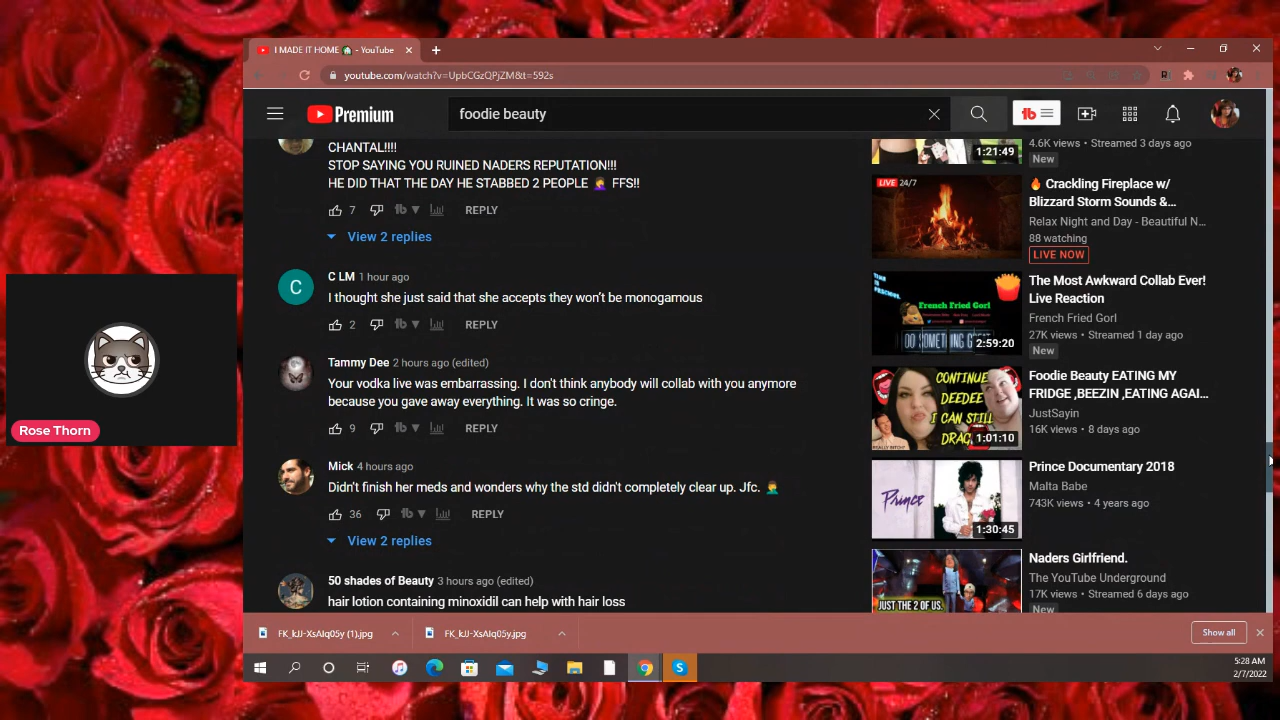 I MADE IT HOME 🏠 - YouTube
youtube.com/watch?v=UpbCGzQPjZM&t=592s
Premium
foodie beauty
CHANTAL!!!!
STOP SAYING YOU RUINED NADERS REPUTATION!!!
HE DID THAT THE DAY HE STABBED 2 PEOPLE 🤦‍♀️ FFS!!
7
REPLY
View 2 replies
C
C LM 1 hour ago
I thought she just said that she accepts they won't be monogamous
2
REPLY
Tammy Dee 2 hours ago (edited)
Your vodka live was embarrassing. I don't think anybody will collab with you anymore
because you gave away everything. It was so cringe.
9
REPLY
Mick 4 hours ago
Didn't finish her meds and wonders why the std didn't completely clear up. Jfc. 🤦‍♂️
36
REPLY
View 2 replies
50 shades of Beauty 3 hours ago (edited)
hair lotion containing minoxidil can help with hair loss
1:21:49
4.6K views • Streamed 3 days ago
New
LIVE 24/7
🔥 Crackling Fireplace w/
Blizzard Storm Sounds &...
Relax Night and Day - Beautiful N...
88 watching
LIVE NOW
French Fried Gorl
DO SOMETHING GREAT
2:59:20
The Most Awkward Collab Ever!
Live Reaction
French Fried Gorl
27K views • Streamed 1 day ago
New
CONTINUE
DEEDEE
I CAN STILL
DRAG
1:01:10
Foodie Beauty EATING MY
FRIDGE ,BEEZIN ,EATING AGAI...
JustSayin
16K views • 8 days ago
Prince
1:30:45
Prince Documentary 2018
Malta Babe
743K views • 4 years ago
JUST THE 2 OF US.
Naders Girlfriend.
The YouTube Underground
17K views • Streamed 6 days ago
New
Rose Thorn
FK_kJJ-XsAIq05y (1).jpg
FK_kJJ-XsAIq05y.jpg
Show all
5:28 AM
2/7/2022